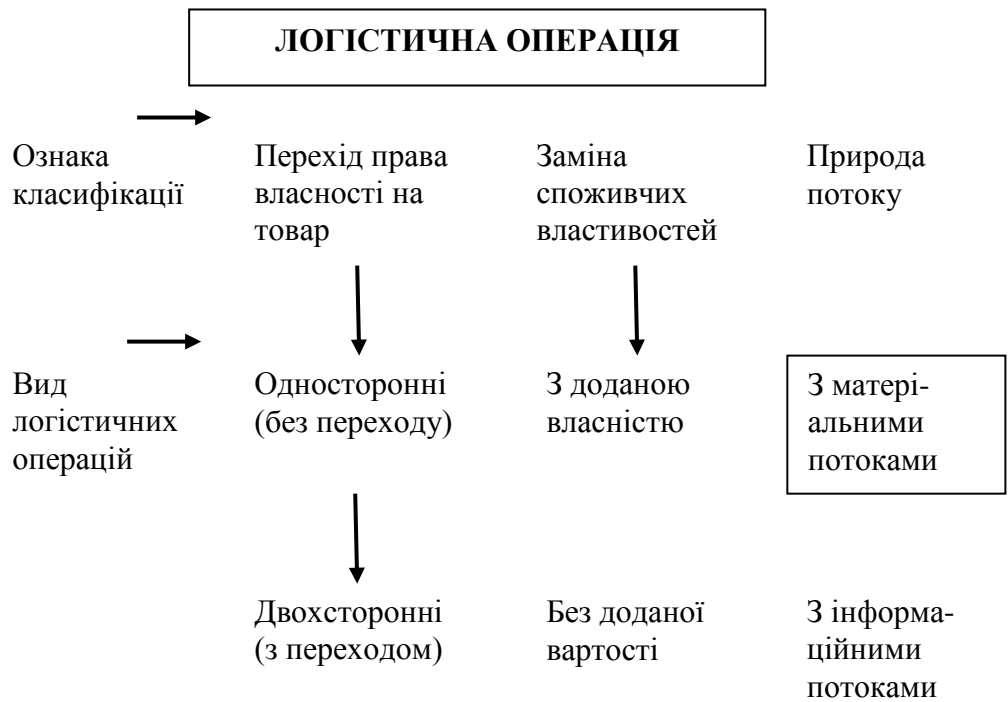 ЛОГІСТИЧНА ОПЕРАЦІЯ
Ознака
класифікації
Перехід права
власності на
товар
Заміна
споживчих
властивостей
Природа
потоку
Вид
логістичних
операцій
Односторонні
(без переходу)
З доданою
власністю
З матері-
альними
потоками
Двохсторонні
(з переходом)
Без доданої
вартості
З інформа-
ційними
потоками